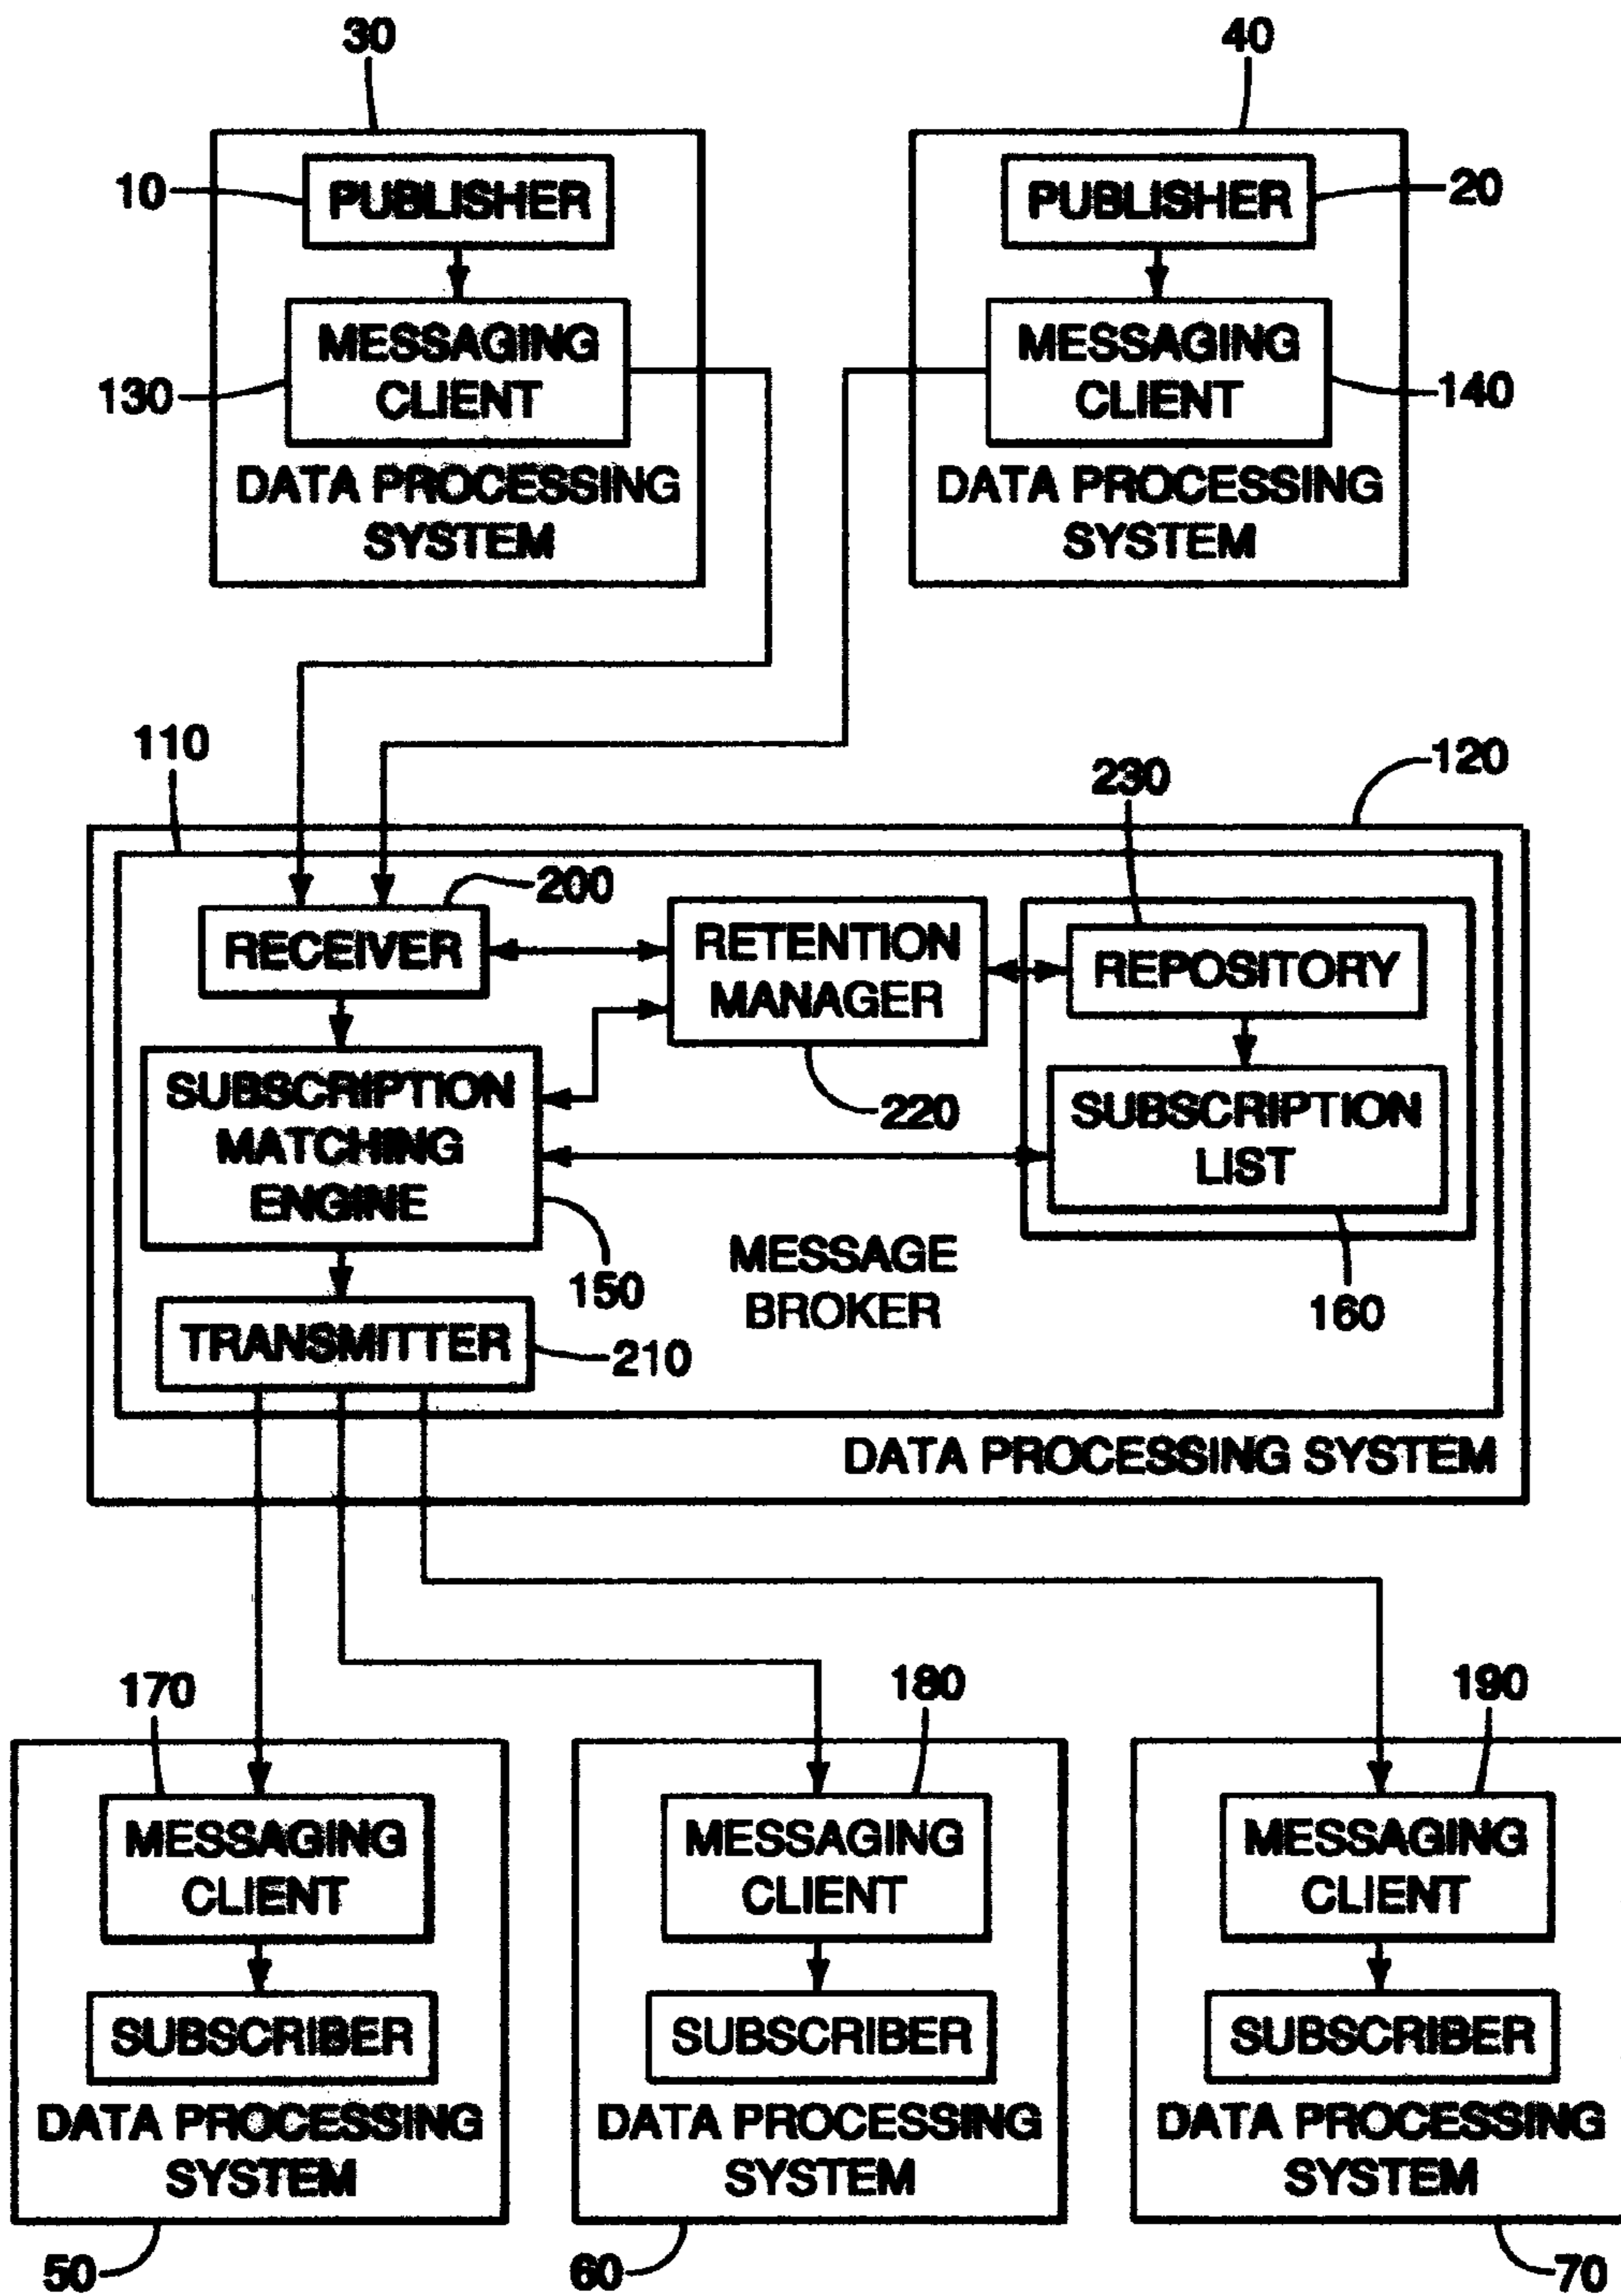 30
40
10
PUBLISHER
PUBLISHER
20
MESSAGING
CLIENT
130
MESSAGING
CLIENT
140
DATA PROCESSING
SYSTEM
DATA PROCESSING
SYSTEM
110
120
230
200
RECEIVER
RETENTION
MANAGER
REPOSITORY
220
SUBSCRIPTION
MATCHING
ENGINE
SUBSCRIPTION
LIST
150
MESSAGE
BROKER
160
TRANSMITTER
210
DATA PROCESSING SYSTEM
170
180
190
MESSAGING
CLIENT
MESSAGING
CLIENT
MESSAGING
CLIENT
SUBSCRIBER
SUBSCRIBER
SUBSCRIBER
DATA PROCESSING
SYSTEM
DATA PROCESSING
SYSTEM
DATA PROCESSING
SYSTEM
50
60
70